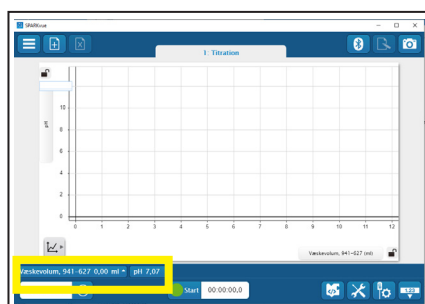 SPARKvue
1: Titration
pH
10
8
6
4
2
0
0 1 2 3 4 5 6 7 8 9 10 11 12
Væskevolum, 941-627 (ml)
Væskevolum, 941-627 0,00 ml pH 7,07
Start 00:00:00,0
1.23